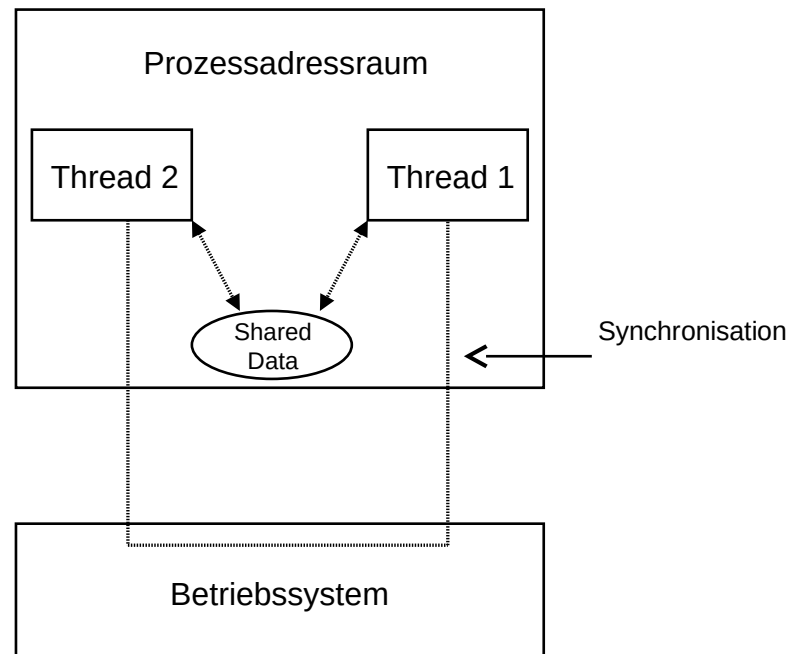 Prozessadressraum
Thread 2
Thread 1
Shared
Data
Synchronisation
Betriebssystem